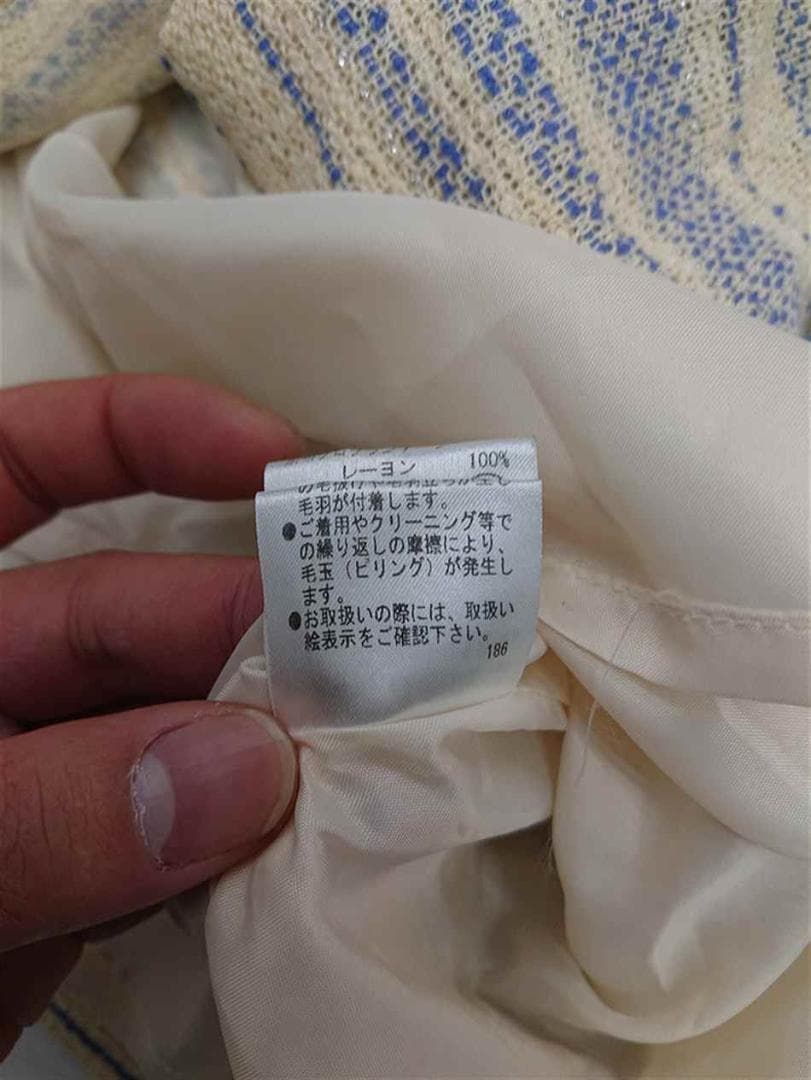 レーヨン 100%
毛羽が付着します。
●ご着用やクリーニング等で
の繰り返しの摩擦により、
毛玉（ピリング）が発生し
ます。
●お取扱いの際には、取扱い
絵表示をご確認下さい。
186